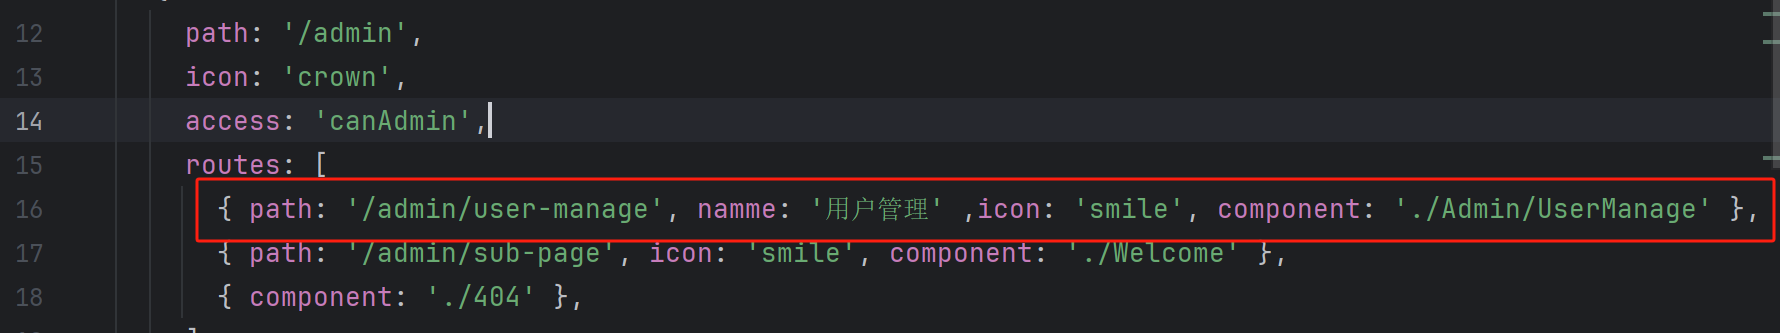 12 path: '/admin',
13 icon: 'crown',
14 access: 'canAdmin',
15 routes: [
16 { path: '/admin/user-manage', namme: '用户管理' ,icon: 'smile', component: './Admin/UserManage' },
17 { path: '/admin/sub-page', icon: 'smile', component: './Welcome' },
18 { component: './404' },